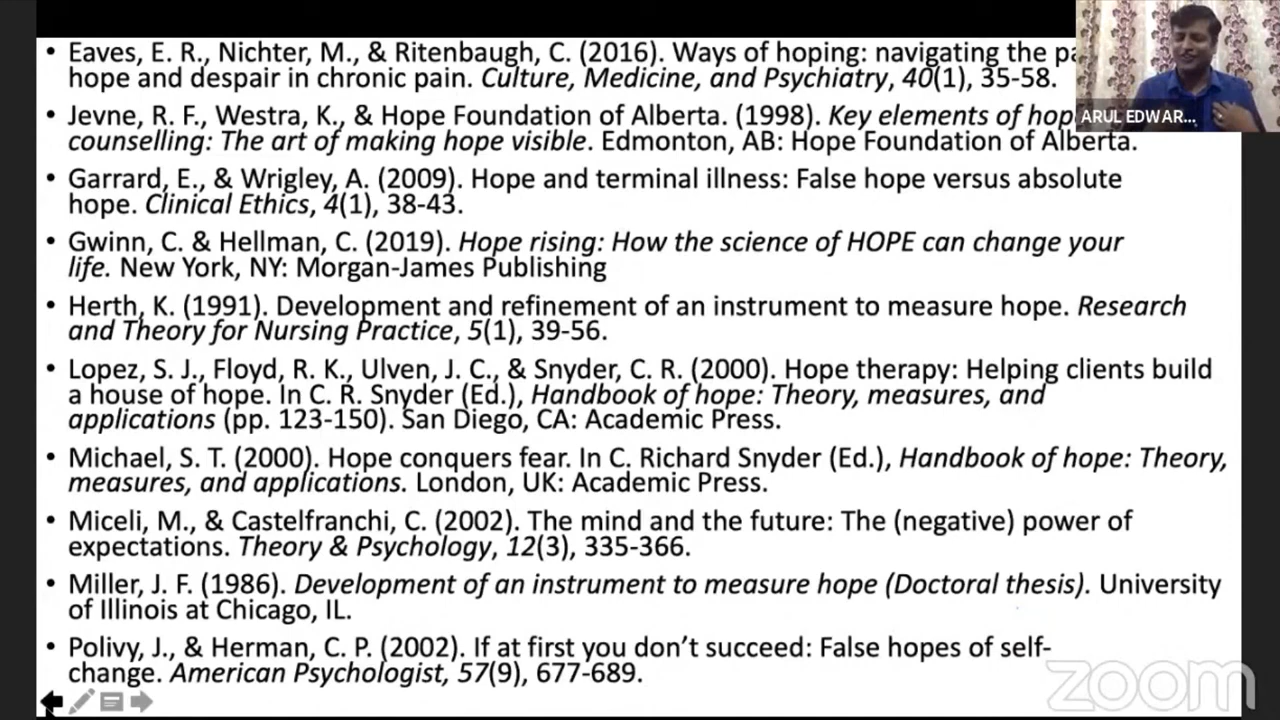 • Eaves, E. R., Nichter, M., & Ritenbaugh, C. (2016). Ways of hoping: navigating the
hope and despair in chronic pain. Culture, Medicine, and Psychiatry, 40(1), 35-58.
• Jevne, R. F., Westra, K., & Hope Foundation of Alberta. (1998). Key elements of
counselling: The art of making hope visible. Edmonton, AB: Hope Foundation of Alberta.
• Garrard, E., & Wrigley, A. (2009). Hope and terminal illness: False hope versus absolute
hope. Clinical Ethics, 4(1), 38-43.
• Gwinn, C. & Hellman, C. (2019). Hope rising: How the science of HOPE can change your
life. New York, NY: Morgan-James Publishing
• Herth, K. (1991). Development and refinement of an instrument to measure hope. Research
and Theory for Nursing Practice, 5(1), 39-56.
• Lopez, S. J., Floyd, R. K., Ulven, J. C., & Snyder, C. R. (2000). Hope therapy: Helping clients build
a house of hope. In C. R. Snyder (Ed.), Handbook of hope: Theory, measures, and
applications (pp. 123-150). San Diego, CA: Academic Press.
• Michael, S. T. (2000). Hope conquers fear. In C. Richard Snyder (Ed.), Handbook of hope: Theory,
measures, and applications. London, UK: Academic Press.
• Miceli, M., & Castelfranchi, C. (2002). The mind and the future: The (negative) power of
expectations. Theory & Psychology, 12(3), 335-366.
• Miller, J. F. (1986). Development of an instrument to measure hope (Doctoral thesis). University
of Illinois at Chicago, IL.
• Polivy, J., & Herman, C. P. (2002). If at first you don't succeed: False hopes of self-
change. American Psychologist, 57(9), 677-689.
ARUL EDWAR...
zoom